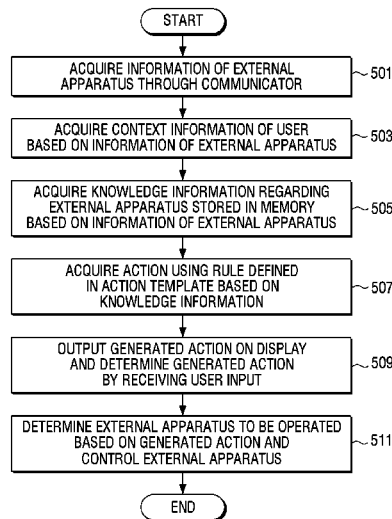 START
ACQUIRE INFORMATION OF EXTERNAL
APPARATUS THROUGH COMMUNICATOR
501
ACQUIRE CONTEXT INFORMATION OF USER
BASED ON INFORMATION OF EXTERNAL APPARATUS
503
ACQUIRE KNOWLEDGE INFORMATION REGARDING
EXTERNAL APPARATUS STORED IN MEMORY
BASED ON INFORMATION OF EXTERNAL APPARATUS
505
ACQUIRE ACTION USING RULE DEFINED
IN ACTION TEMPLATE BASED ON
KNOWLEDGE INFORMATION
507
OUTPUT GENERATED ACTION ON DISPLAY
AND DETERMINE GENERATED ACTION
BY RECEIVING USER INPUT
509
DETERMINE EXTERNAL APPARATUS TO BE OPERATED
BASED ON GENERATED ACTION AND
CONTROL EXTERNAL APPARATUS
511
END